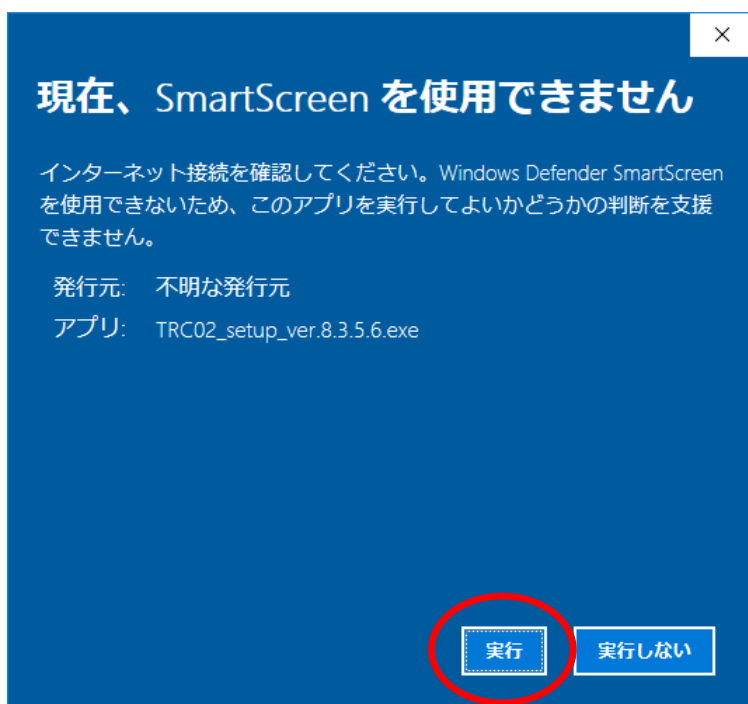 現在、SmartScreen を使用できません
インターネット接続を確認してください。Windows Defender SmartScreen
を使用できないため、このアプリを実行してよいかどうかの判断を支援
できません。
発行元: 不明な発行元
アプリ: TRC02_setup_ver.8.3.5.6.exe
実行 実行しない